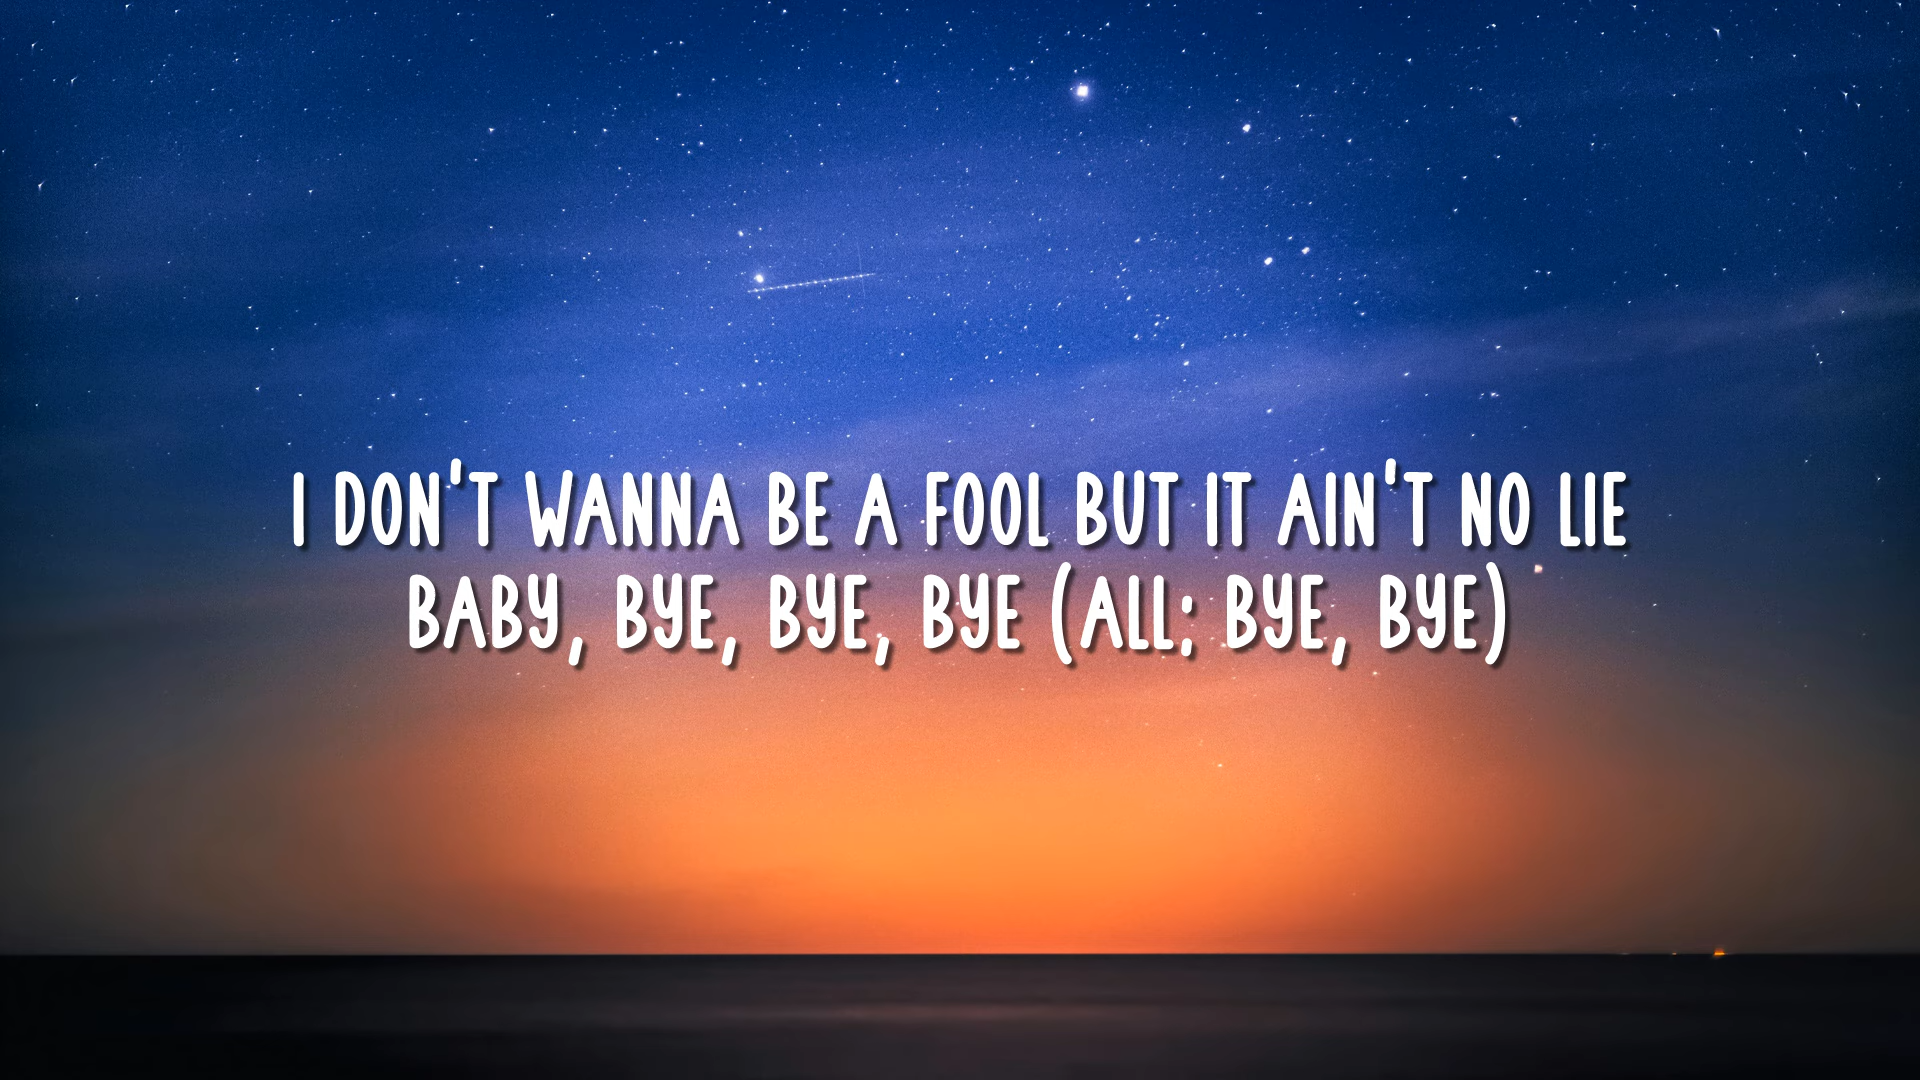 I DON'T WANNA BE A FOOL BUT IT AIN'T NO LIE
BABY, BYE, BYE, BYE (ALL; BYE, BYE)